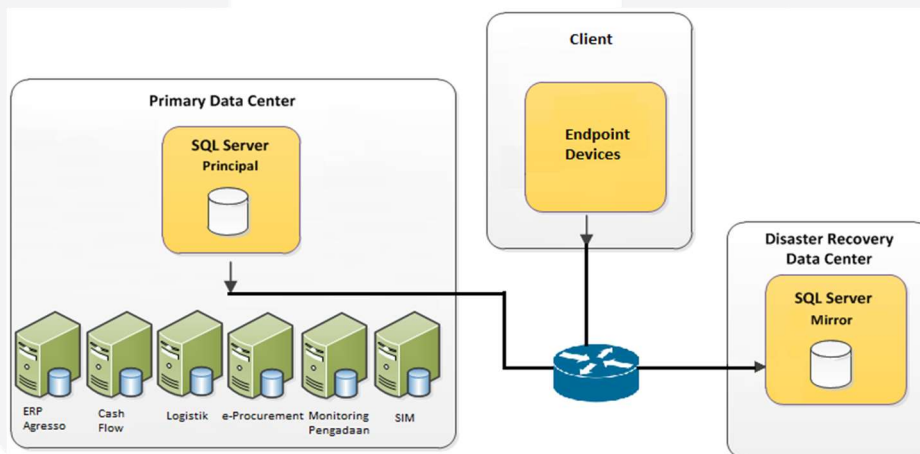 Client
Endpoint
Devices
Primary Data Center
SQL Server
Principal
ERP
Agresso
Cash
Flow
Logistik
e-Procurement
Monitoring
Pengadaan
SIM
Disaster Recovery
Data Center
SQL Server
Mirror